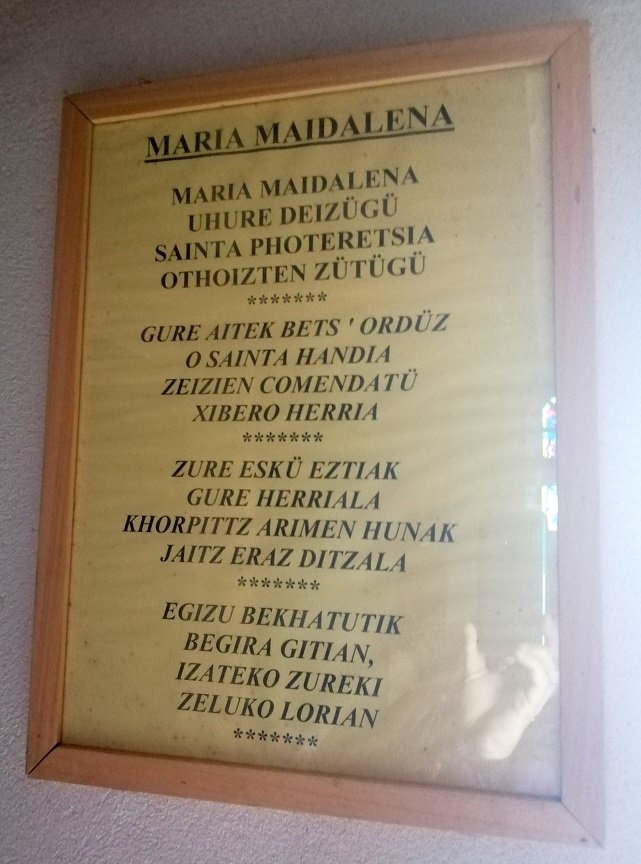 MARIA MAIDALENA
MARIA MAIDALENA
UHURE DEIZÜGÜ
SAINTA PHOTERETSIA
OTHOIZTEN ZÜTÜGÜ
*******
GURE AITEK BETS ' ORDÜZ
O SAINTA HANDIA
ZEIZIEN COMENDATÜ
XIBERO HERRIA
*******
ZURE ESKÜ EZTIAK
GURE HERRIALA
KHORPITTZ ARIMEN HUNAK
JAITZ ERAZ DITZALA
*******
EGIZU BEKHATUTIK
BEGIRA GITIAN,
IZATEKO ZUREKI
ZELUKO LORIAN
*******